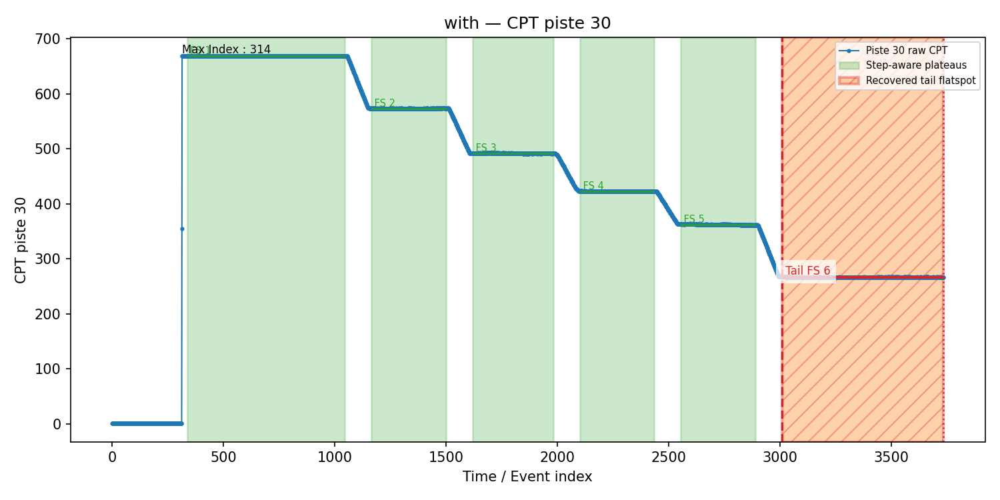 with — CPT piste 30
700
600
500
400
300
200
100
0
CPT piste 30
Max Index : 314
FS 1
FS 2
FS 3
FS 4
FS 5
Tail FS 6
Piste 30 raw CPT
Step-aware plateaus
Recovered tail flatspot
0 500 1000 1500 2000 2500 3000 3500
Time / Event index